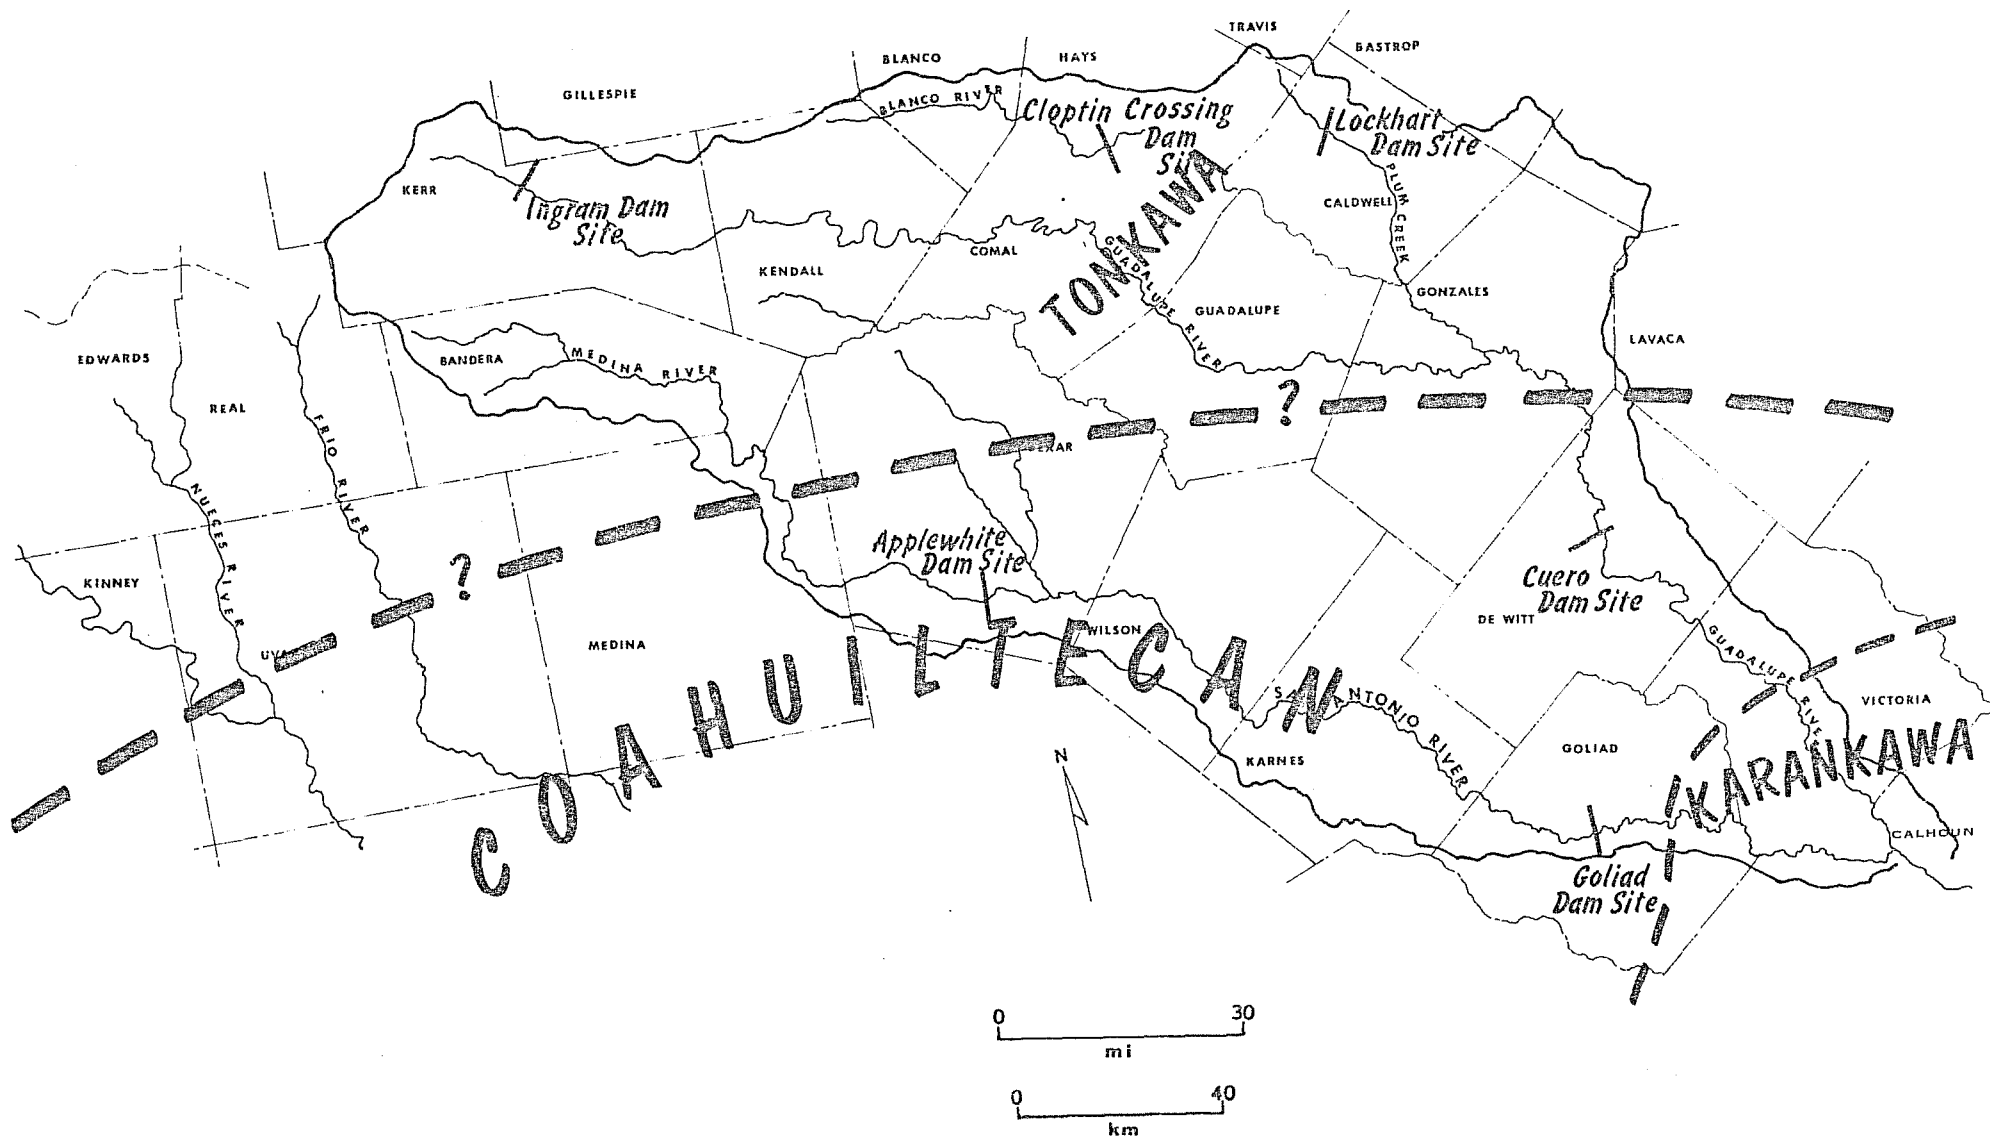 TRAVIS
BASTROP
BLANCO
HAYS
GILLESPIE
BLANCO RIVER
Cloptin Crossing
Dam
Sit
Lockhart
Dam Site
KERR
Ingram Dam
Site
TONKAWA
CALDWELL
PLUM CREEK
KENDALL
COMAL
GUADALUPE RIVER
GUADALUPE
GONZALES
LAVACA
EDWARDS
BANDERA
MEDINA RIVER
REAL
FRIO RIVER
?
NUECES RIVER
KINNEY
?
Applewhite
Dam Site
Cuero
Dam Site
DE WITT
WILSON
MEDINA
COAHUILTECAN
GUADALUPE RIVER
VICTORIA
SAN ANTONIO RIVER
GOLIAD
KARNES
KARANKAWA
CALHOUN
N
Goliad
Dam Site
0 30
mi
0 40
km